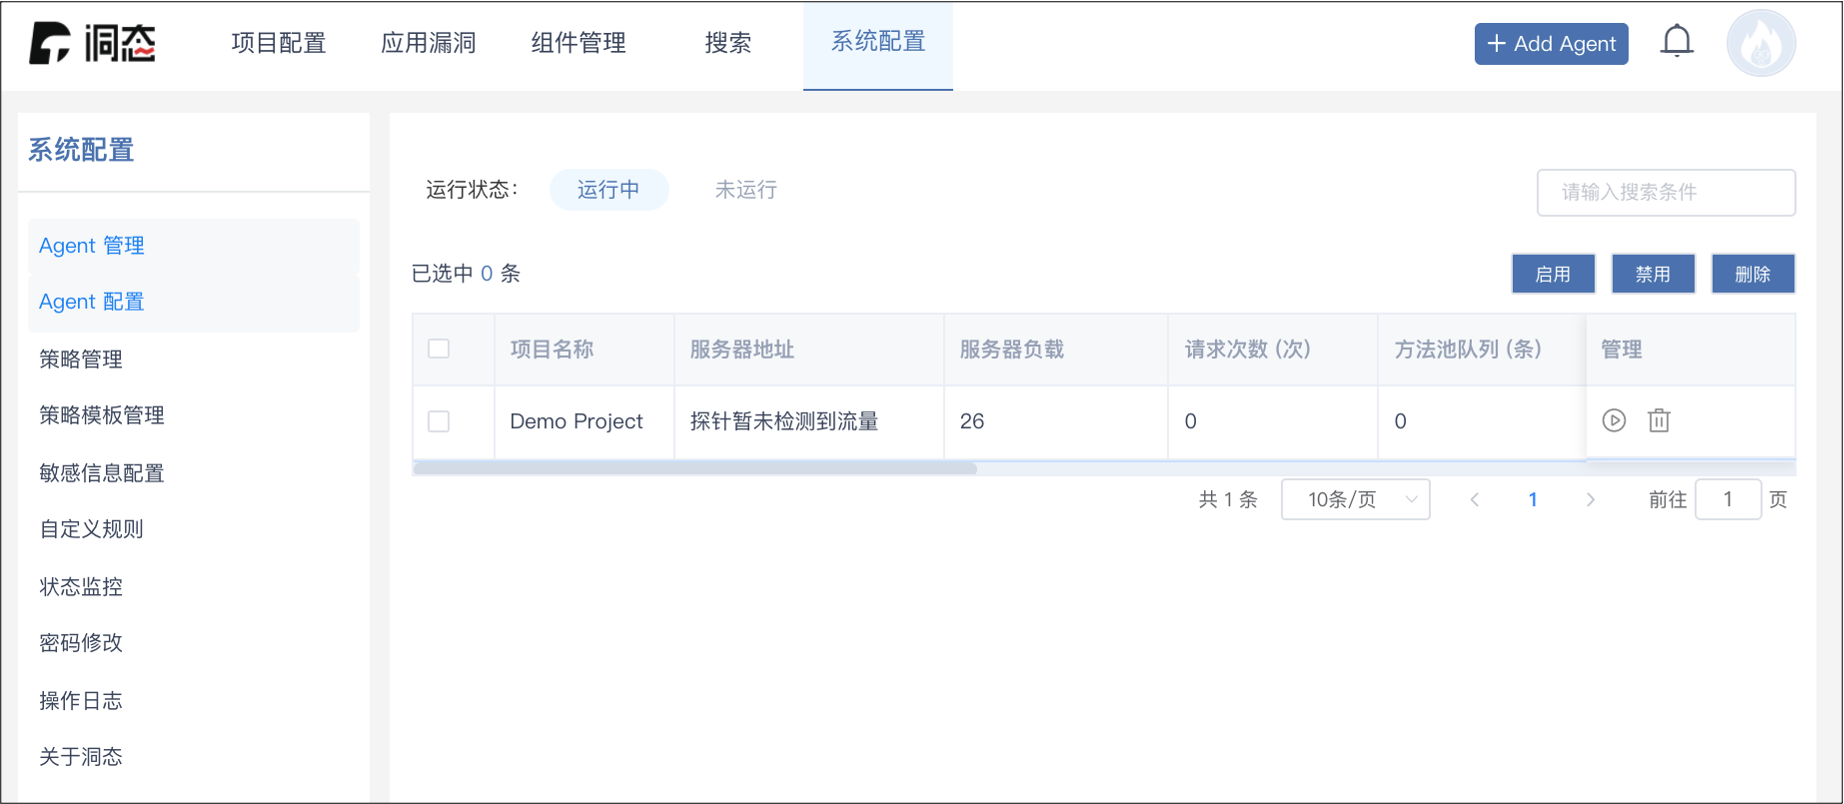 洞态
项目配置
应用漏洞
组件管理
搜索
系统配置
+ Add Agent
系统配置
Agent 管理
Agent 配置
策略管理
策略模板管理
敏感信息配置
自定义规则
状态监控
密码修改
操作日志
关于洞态
运行状态: 运行中 未运行
请输入搜索条件
已选中 0 条
启用 禁用 删除
项目名称 服务器地址 服务器负载 请求次数 (次) 方法池队列 (条) 管理
Demo Project 探针暂未检测到流量 26 0 0
共 1 条 10条/页 1 前往 1 页